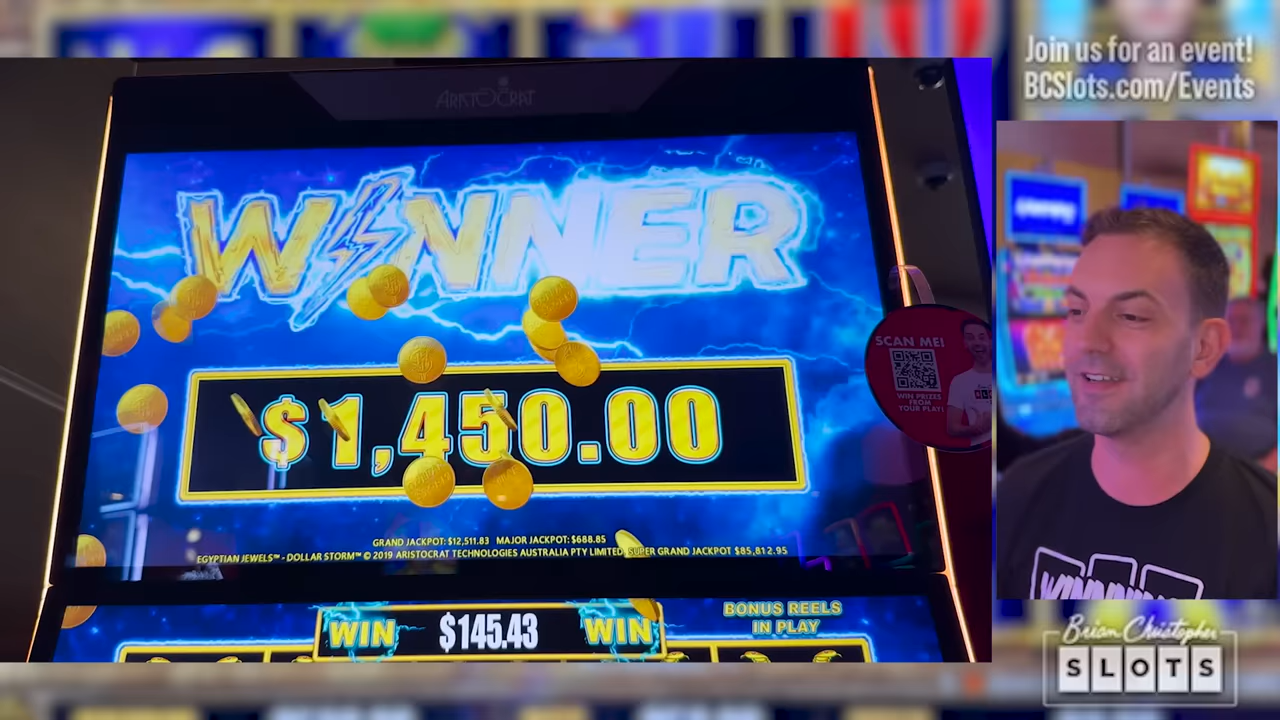 Join us for an event!
BCSlots.com/Events
ARISTOCRAT
WINNER
SCAN ME!
WIN PRIZES
FROM
YOUR PLAY!
$1,450.00
GRAND JACKPOT: $12,511.83 MAJOR JACKPOT: $688.85
EGYPTIAN JEWELS™ - DOLLAR STORM™ © 2019 ARISTOCRAT TECHNOLOGIES AUSTRALIA PTY LIMITED SUPER GRAND JACKPOT $85,812.95
WIN $145.43 WIN
BONUS REELS
IN PLAY
Brian Christopher
SLOTS